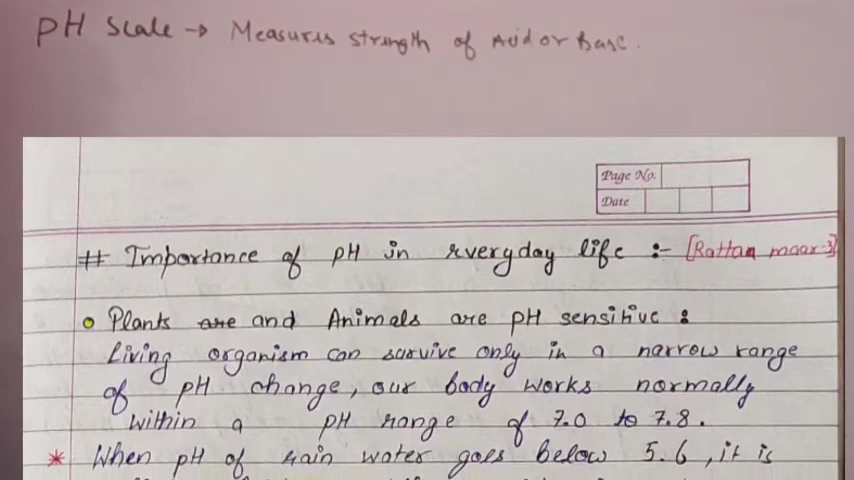 pH Scale → Measures strength of Acid or Base.
Page No.
Date
# Importance of pH in everyday life :- [Rattan maar 3]
Plants are and Animals are pH sensitive :
Living organism can survive only in a narrow range
of pH change, our body works normally
within a pH range of 7.0 to 7.8.
* When pH of rain water goes below 5.6, it is